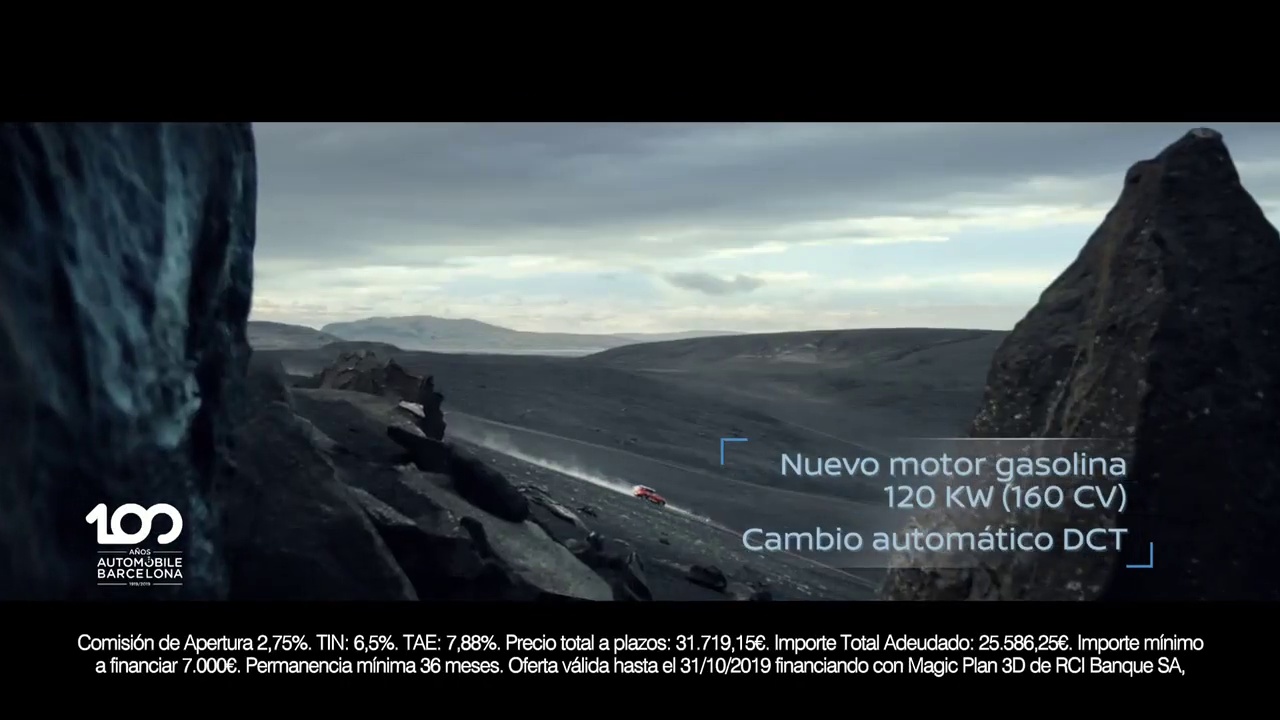 Nuevo motor gasolina
120 KW (160 CV)
Cambio automático DCT
100
AÑOS
AUTOMOBILE
BARCELONA
1919/2019
Comisión de Apertura 2,75%. TIN: 6,5%. TAE: 7,88%. Precio total a plazos: 31.719,15€. Importe Total Adeudado: 25.586,25€. Importe mínimo
a financiar 7.000€. Permanencia mínima 36 meses. Oferta válida hasta el 31/10/2019 financiando con Magic Plan 3D de RCI Banque SA,